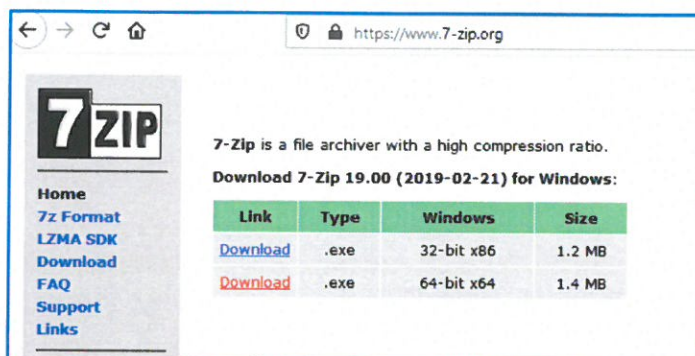 https://www.7-zip.org
7ZIP
7-Zip is a file archiver with a high compression ratio.
Download 7-Zip 19.00 (2019-02-21) for Windows:
Link Type Windows Size
Download .exe 32-bit x86 1.2 MB
Download .exe 64-bit x64 1.4 MB
Home
7z Format
LZMA SDK
Download
FAQ
Support
Links